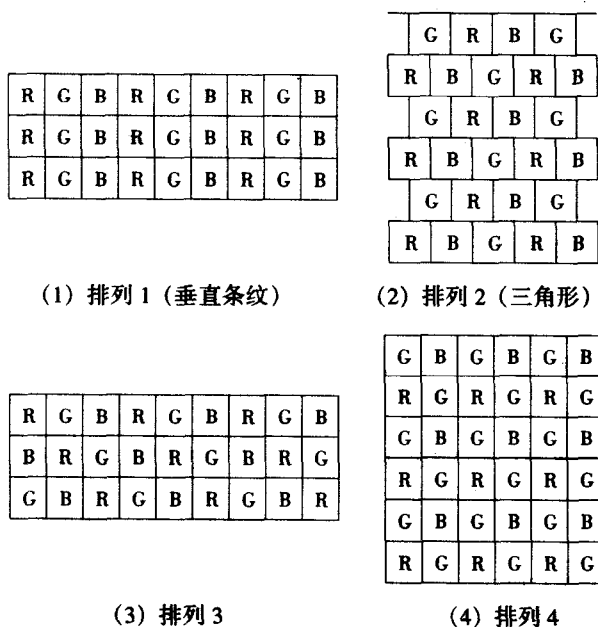 R G B R G B R G B
R G B R G B R G B
R G B R G B R G B
(1) 排列1(垂直条纹)
G R B G
R B G R B
G R B G
R B G R B
G R B G
R B G R B
(2) 排列2(三角形)
R G B R G B R G B
B R G B R G B R G
G B R G B R G B R
(3) 排列3
G B G B G B
R G R G R G
G B G B G B
R G R G R G
G B G B G B
R G R G R G
(4) 排列4